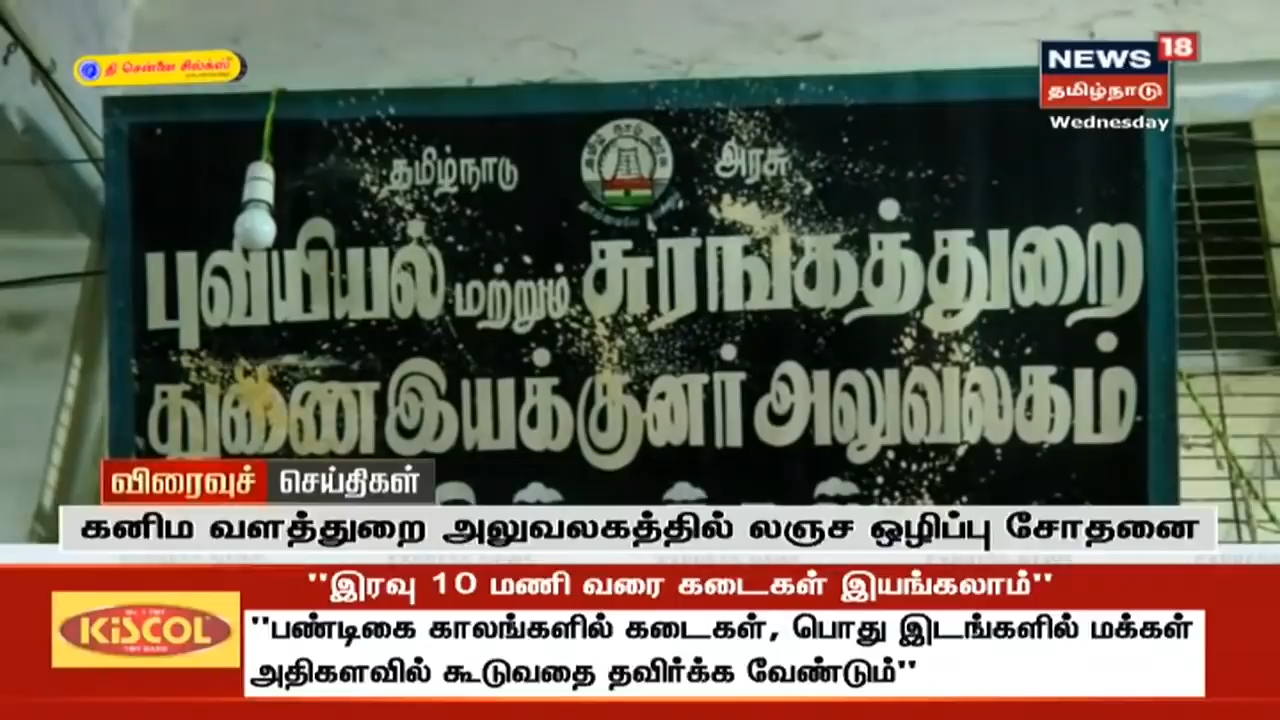 தி சென்னை சில்க்ஸ்
NEWS 18
தமிழ்நாடு
Wednesday
தமிழ்நாடு அரசு
புவியியல் மற்றும் சுரங்கத்துறை
துணை இயக்குனர் அலுவலகம்
விரைவுச் செய்திகள்
கனிம வளத்துறை அலுவலகத்தில் லஞச ஒழிப்பு சோதனை
"இரவு 10 மணி வரை கடைகள் இயங்கலாம்"
KiSCOL
"பண்டிகை காலங்களில் கடைகள், பொது இடங்களில் மக்கள்
அதிகளவில் கூடுவதை தவிர்க்க வேண்டும்"